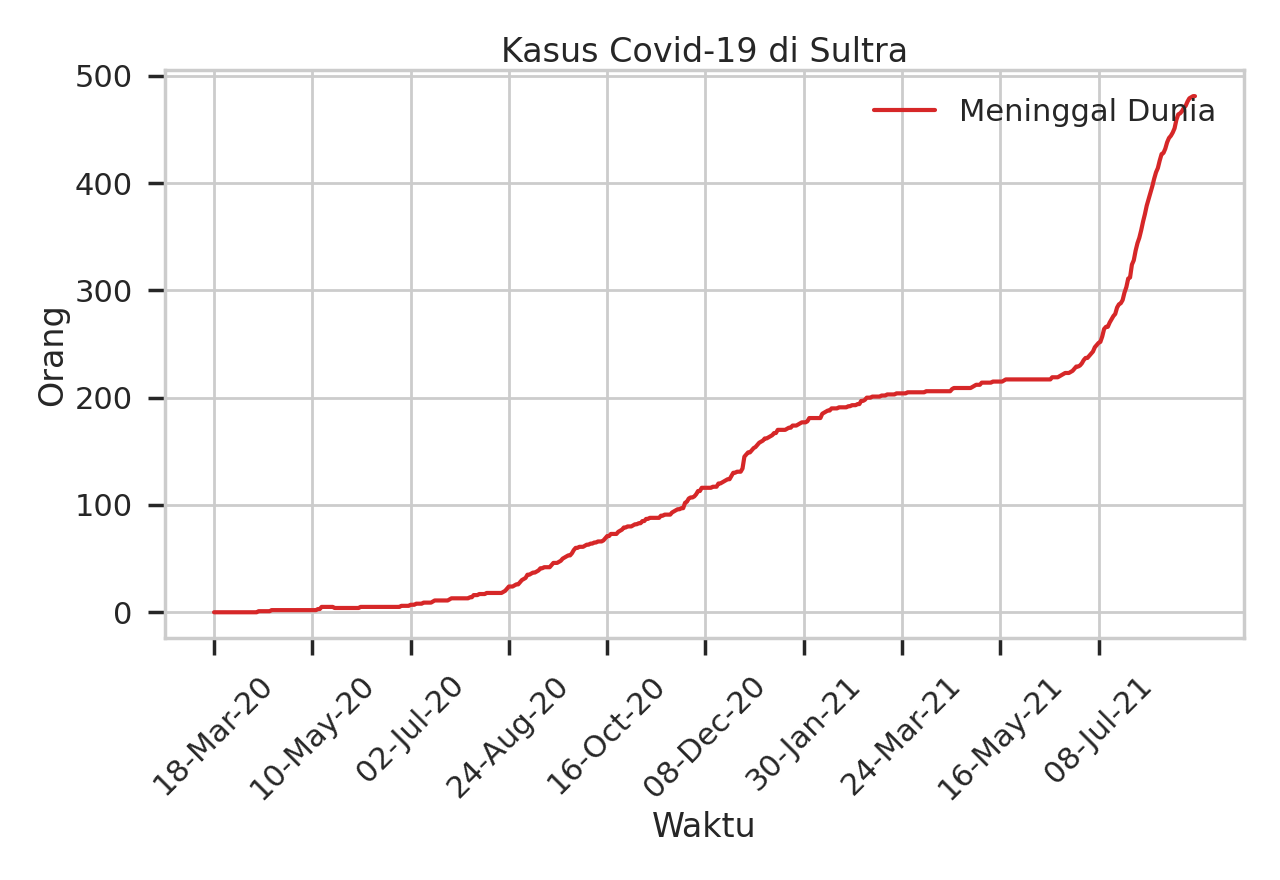 Kasus Covid-19 di Sultra
Meninggal Dunia
Orang
500
400
300
200
100
0
18-Mar-20
10-May-20
02-Jul-20
24-Aug-20
16-Oct-20
08-Dec-20
30-Jan-21
24-Mar-21
16-May-21
08-Jul-21
Waktu